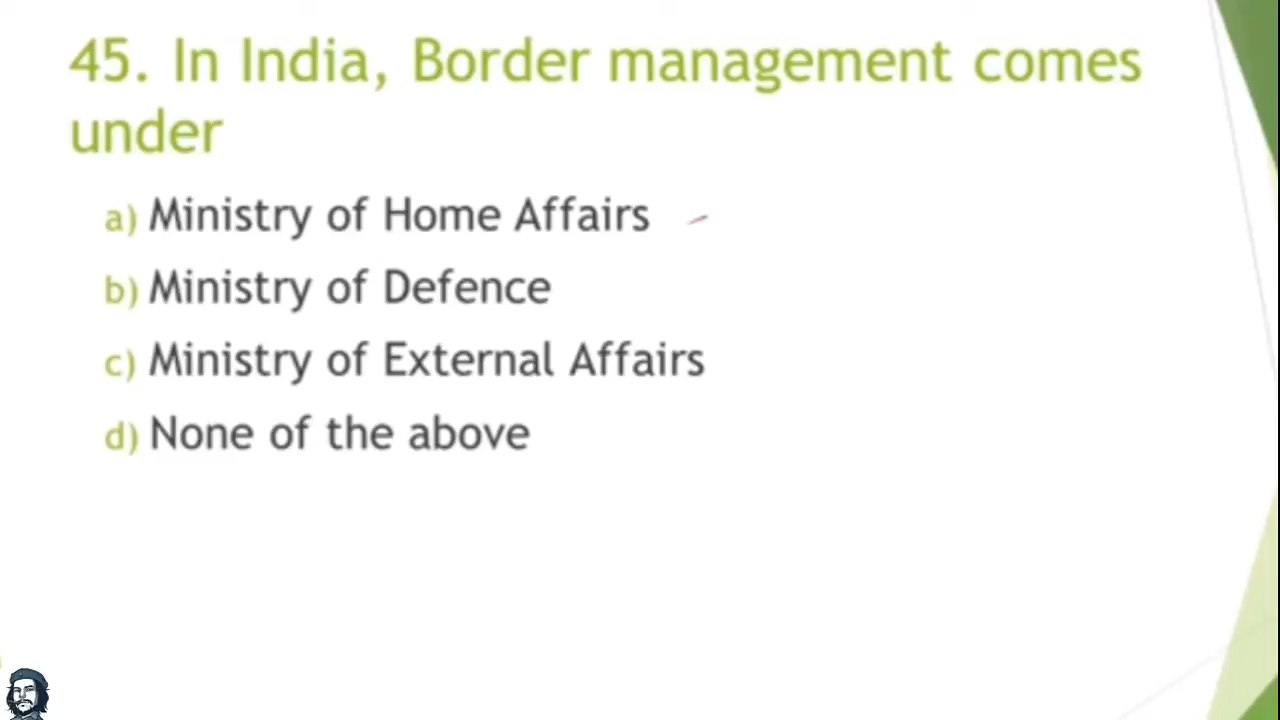 45. In India, Border management comes
under
a) Ministry of Home Affairs
b) Ministry of Defence
c) Ministry of External Affairs
d) None of the above